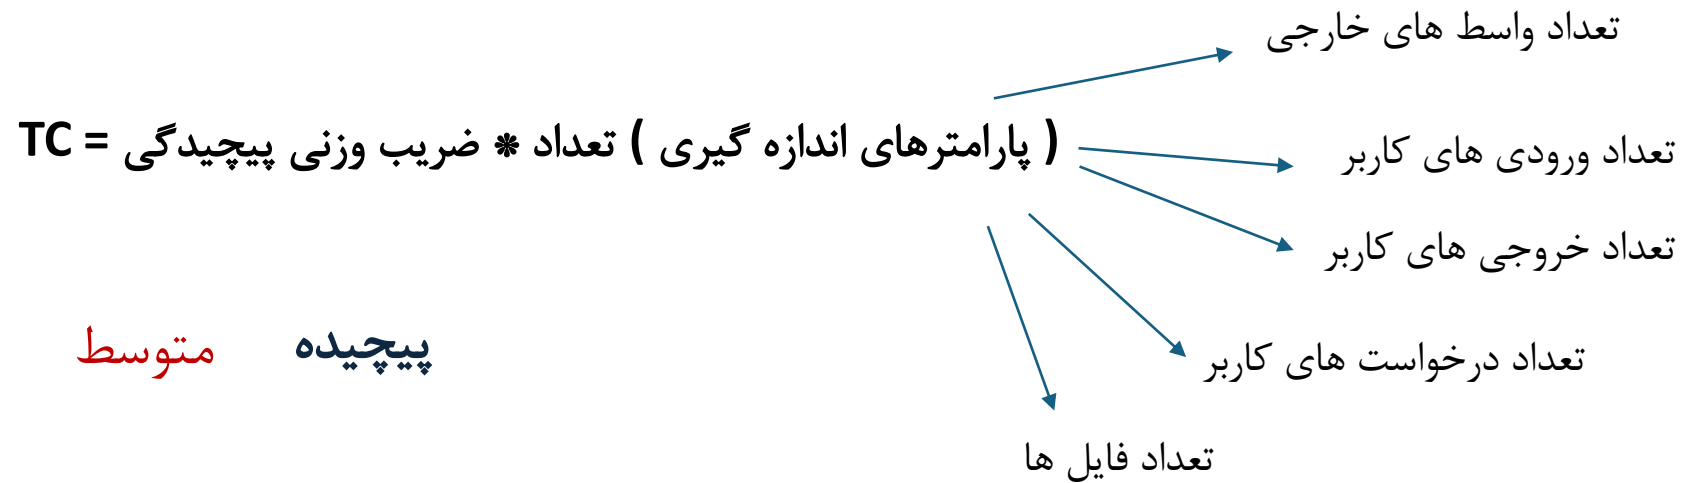 تعداد واسط های خارجی
TC = ضریب وزنی پیچیدگی * تعداد ( پارامترهای اندازه گیری )
تعداد ورودی های کاربر
تعداد خروجی های کاربر
تعداد درخواست های کاربر
پیچیده
متوسط
تعداد فایل ها